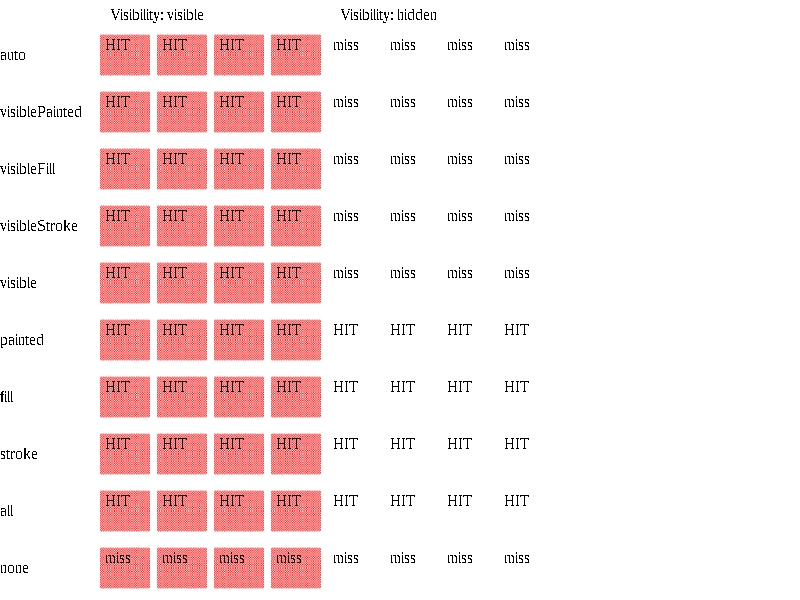 Visibility: visible Visibility: hidden
auto HIT HIT HIT HIT miss miss miss miss
visiblePainted HIT HIT HIT HIT miss miss miss miss
visibleFill HIT HIT HIT HIT miss miss miss miss
visibleStroke HIT HIT HIT HIT miss miss miss miss
visible HIT HIT HIT HIT miss miss miss miss
painted HIT HIT HIT HIT HIT HIT HIT HIT
fill HIT HIT HIT HIT HIT HIT HIT HIT
stroke HIT HIT HIT HIT HIT HIT HIT HIT
all HIT HIT HIT HIT HIT HIT HIT HIT
none miss miss miss miss miss miss miss miss